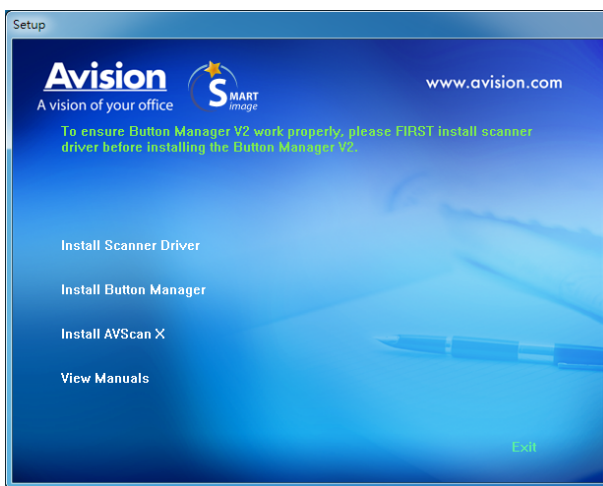 Setup
Avision
A vision of your office
SMART
image
www.avision.com
To ensure Button Manager V2 work properly, please FIRST install scanner
driver before installing the Button Manager V2.
Install Scanner Driver
Install Button Manager
Install AVScan X
View Manuals
Exit